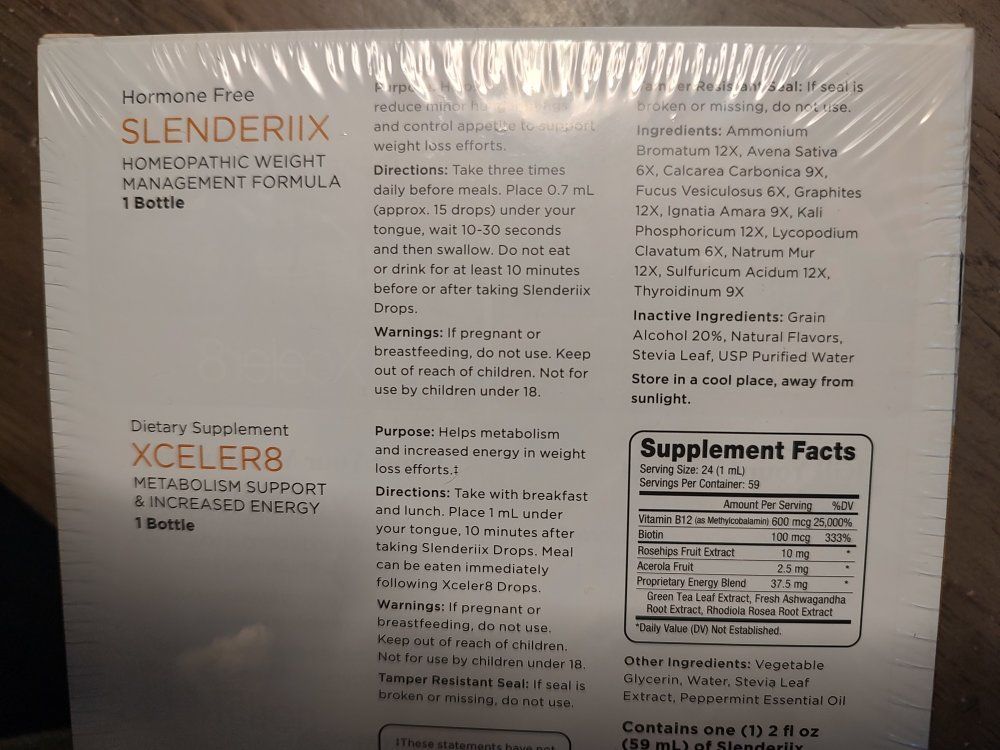 Hormone Free
SLENDERIIX
HOMEOPATHIC WEIGHT
MANAGEMENT FORMULA
1 Bottle
reduce minor
and control appetite to support
weight loss efforts.
Directions: Take three times
daily before meals. Place 0.7 mL
(approx. 15 drops) under your
tongue, wait 10-30 seconds
and then swallow. Do not eat
or drink for at least 10 minutes
before or after taking Slenderiix
Drops.
Warnings: If pregnant or
breastfeeding, do not use. Keep
out of reach of children. Not for
use by children under 18.
Tamper Resistant Seal: If seal is
broken or missing, do not use.
Ingredients: Ammonium
Bromatum 12X, Avena Sativa
6X, Calcarea Carbonica 9X,
Fucus Vesiculosus 6X, Graphites
12X, Ignatia Amara 9X, Kali
Phosphoricum 12X, Lycopodium
Clavatum 6X, Natrum Mur
12X, Sulfuricum Acidum 12X,
Thyroidinum 9X
Inactive Ingredients: Grain
Alcohol 20%, Natural Flavors,
Stevia Leaf, USP Purified Water
Store in a cool place, away from
sunlight.
Dietary Supplement
XCELER8
METABOLISM SUPPORT
& INCREASED ENERGY
1 Bottle
Purpose: Helps metabolism
and increased energy in weight
loss efforts.‡
Directions: Take with breakfast
and lunch. Place 1 mL under
your tongue, 10 minutes after
taking Slenderiix Drops. Meal
can be eaten immediately
following Xceler8 Drops.
Warnings: If pregnant or
breastfeeding, do not use.
Keep out of reach of children.
Not for use by children under 18.
Tamper Resistant Seal: If seal is
broken or missing, do not use.
‡These statements have not
Supplement Facts
Serving Size: 24 (1 mL)
Servings Per Container: 59
Amount Per Serving %DV
Vitamin B12 (as Methylcobalamin) 600 mcg 25,000%
Biotin 100 mcg 333%
Rosehips Fruit Extract 10 mg *
Acerola Fruit 2.5 mg *
Proprietary Energy Blend 37.5 mg *
Green Tea Leaf Extract, Fresh Ashwagandha
Root Extract, Rhodiola Rosea Root Extract
*Daily Value (DV) Not Established.
Other Ingredients: Vegetable
Glycerin, Water, Stevia Leaf
Extract, Peppermint Essential Oil
Contains one (1) 2 fl oz
(59 mL) of Slenderiix